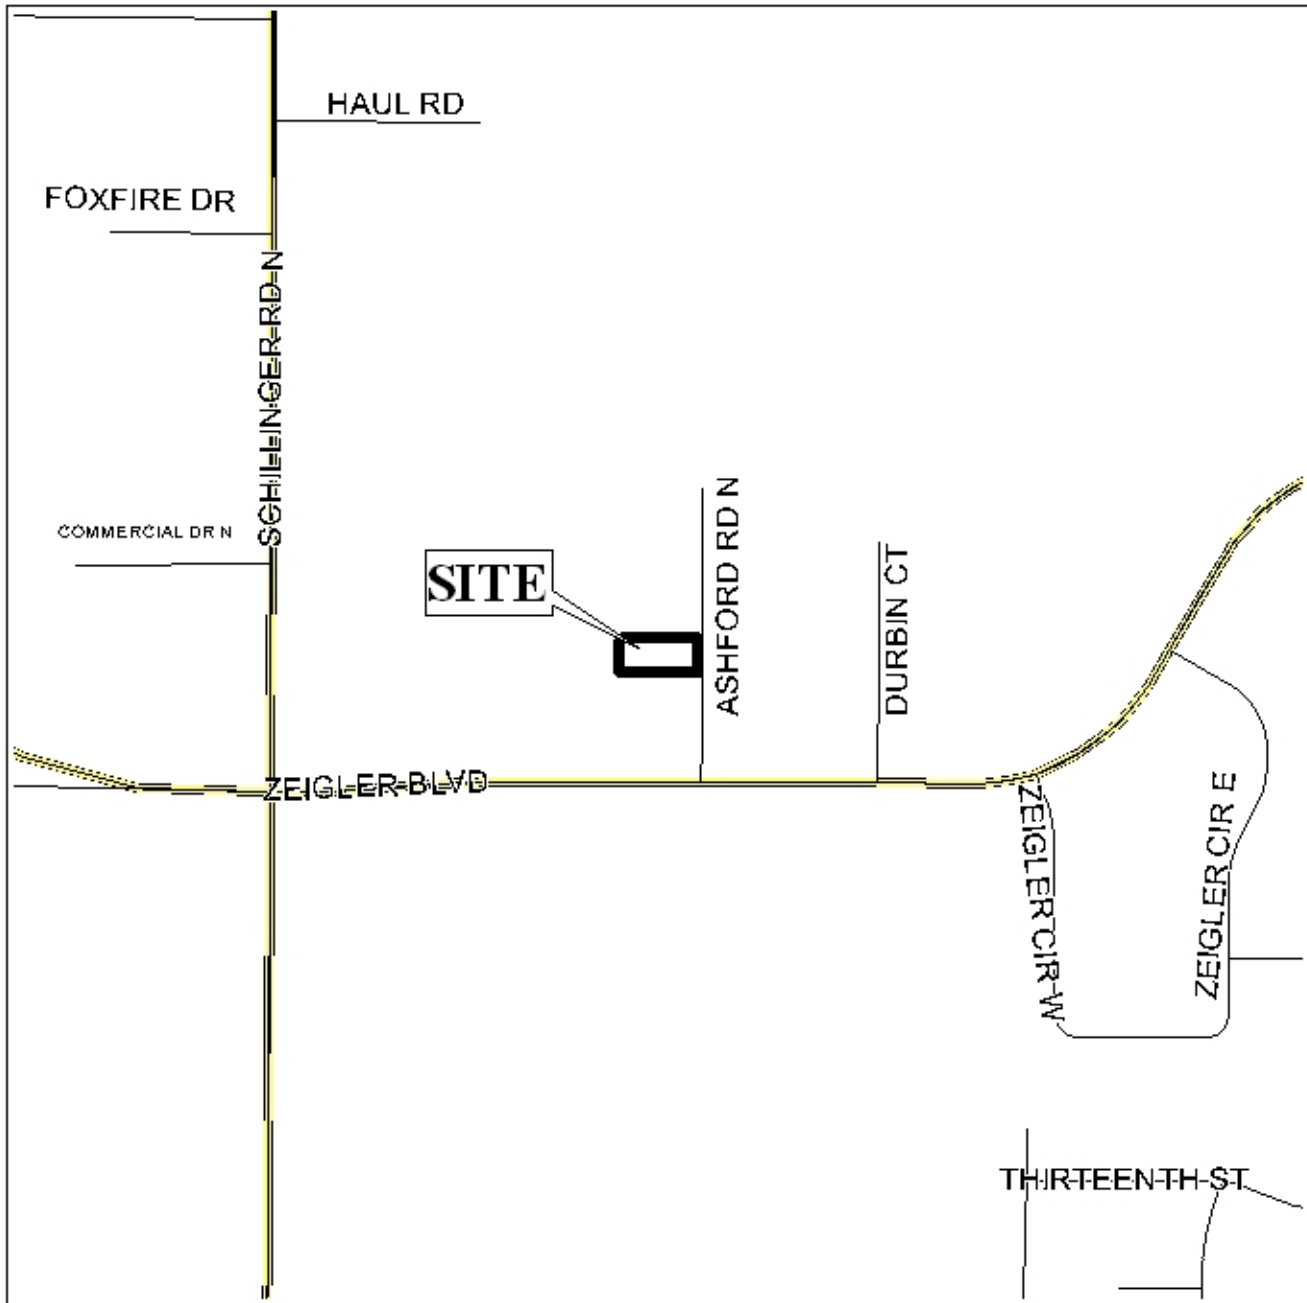 HAUL RD
FOXFIRE DR
SCHILLINGER RD N
COMMERCIAL DR N
SITE
ASHFORD RD N
DURBIN CT
ZEIGLER BLVD
ZEIGLER CIR W
ZEIGLER CIR E
THIRTEENTH ST